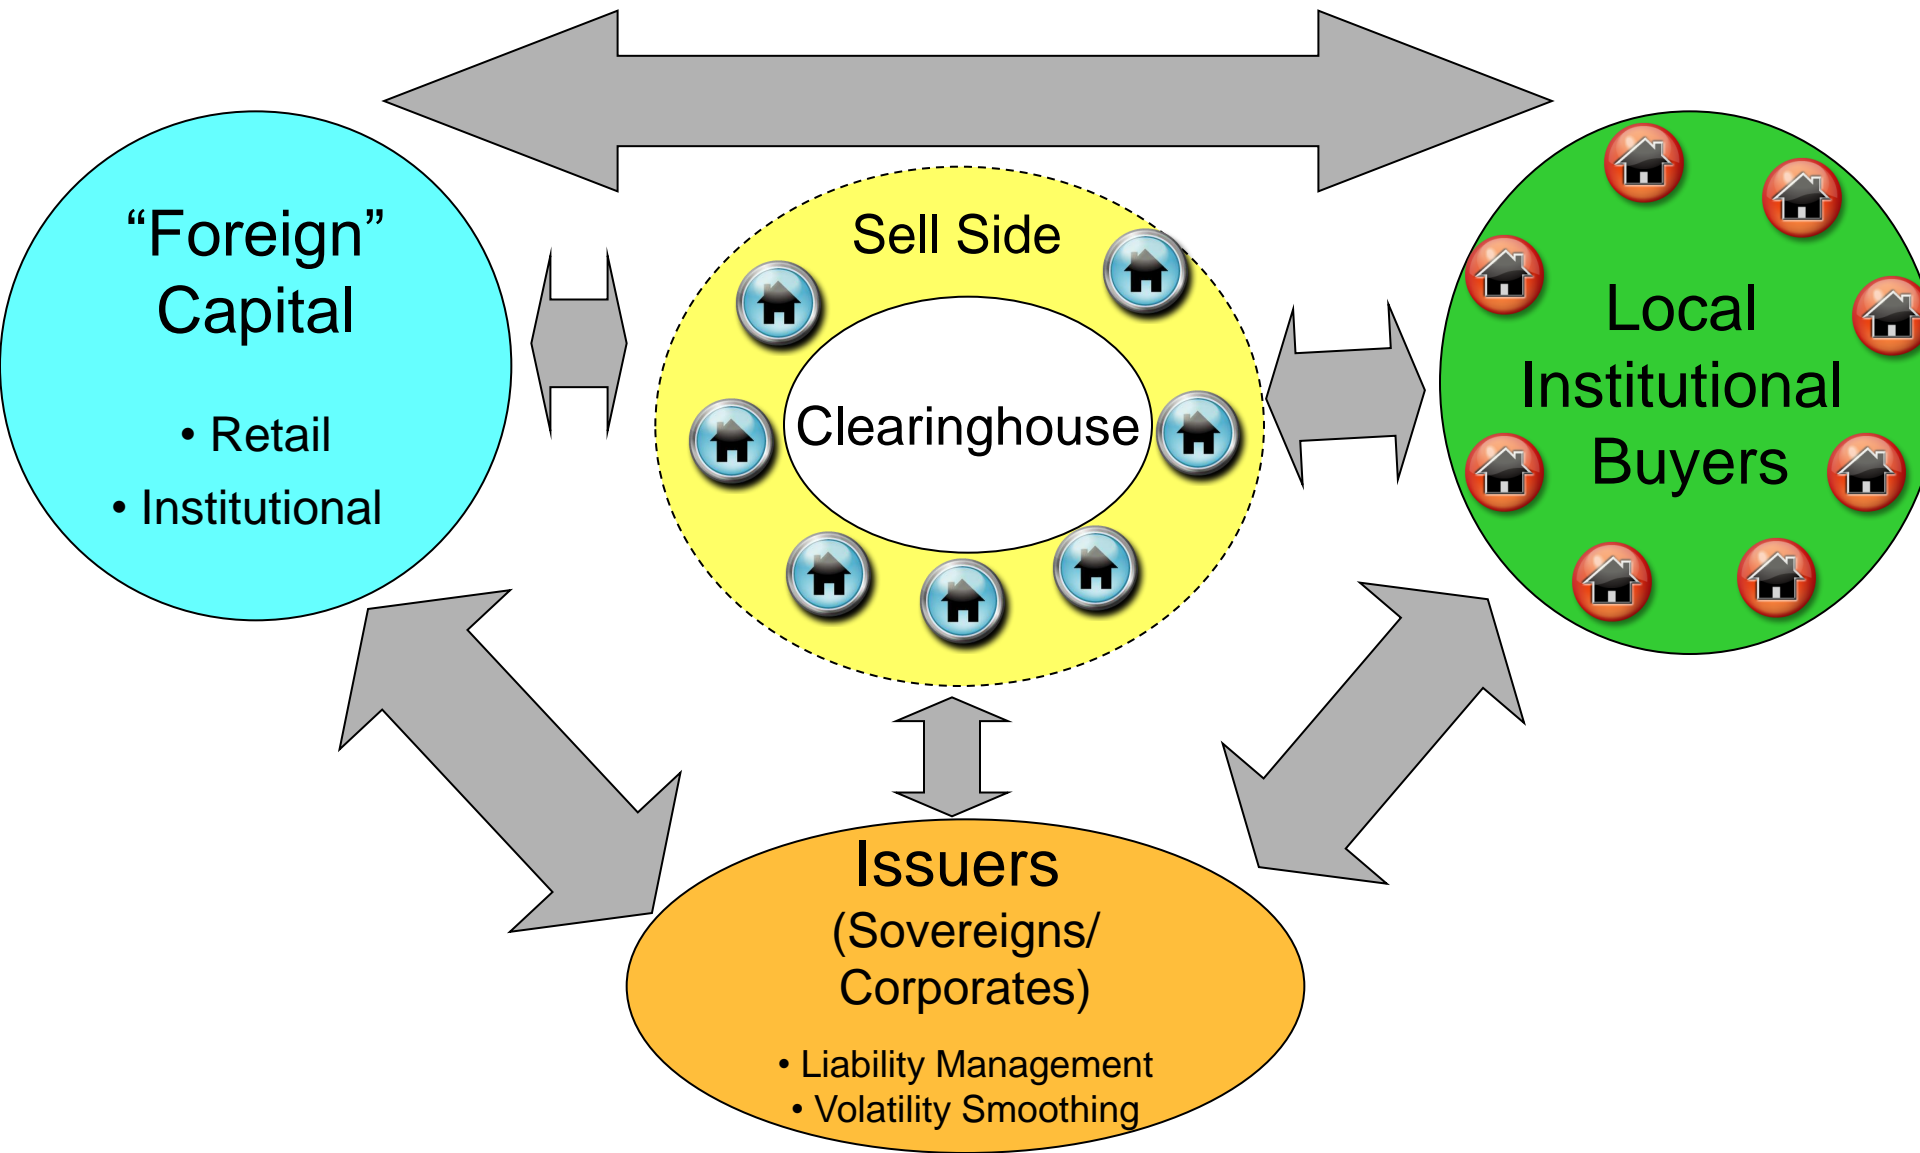 “Foreign”
Capital
• Retail
• Institutional
Sell Side
Clearinghouse
Local
Institutional
Buyers
Issuers
(Sovereigns/
Corporates)
• Liability Management
• Volatility Smoothing